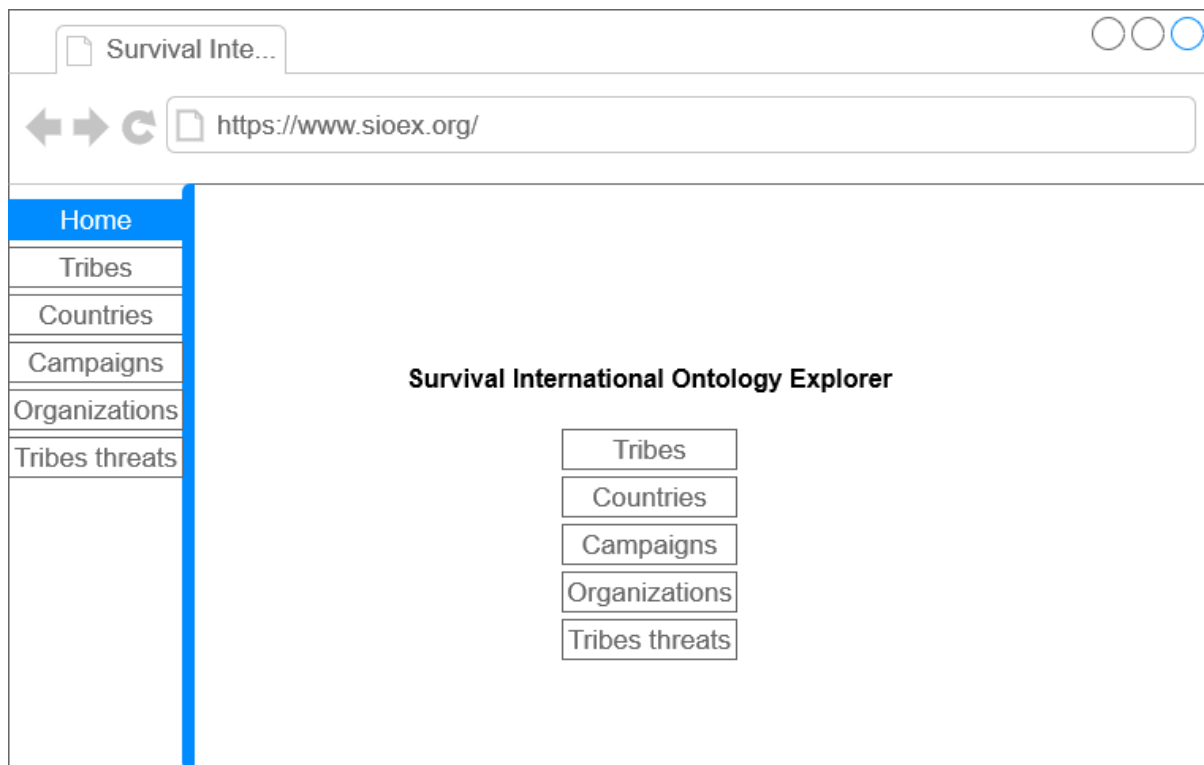 Survival Inte...
https://www.sioex.org/
Home
Tribes
Countries
Campaigns
Organizations
Tribes threats
Survival International Ontology Explorer
Tribes
Countries
Campaigns
Organizations
Tribes threats